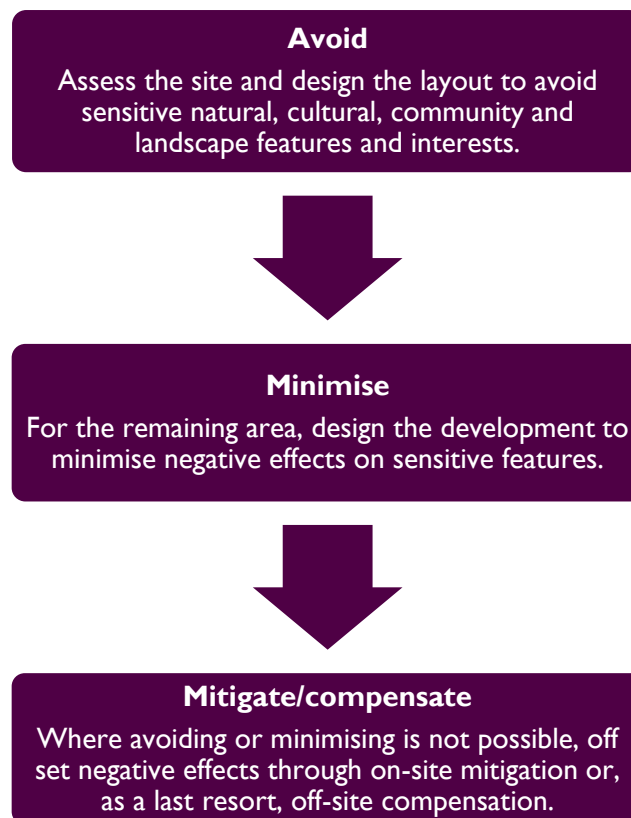 Avoid
Assess the site and design the layout to avoid
sensitive natural, cultural, community and
landscape features and interests.
Minimise
For the remaining area, design the development to
minimise negative effects on sensitive features.
Mitigate/compensate
Where avoiding or minimising is not possible, off
set negative effects through on-site mitigation or,
as a last resort, off-site compensation.